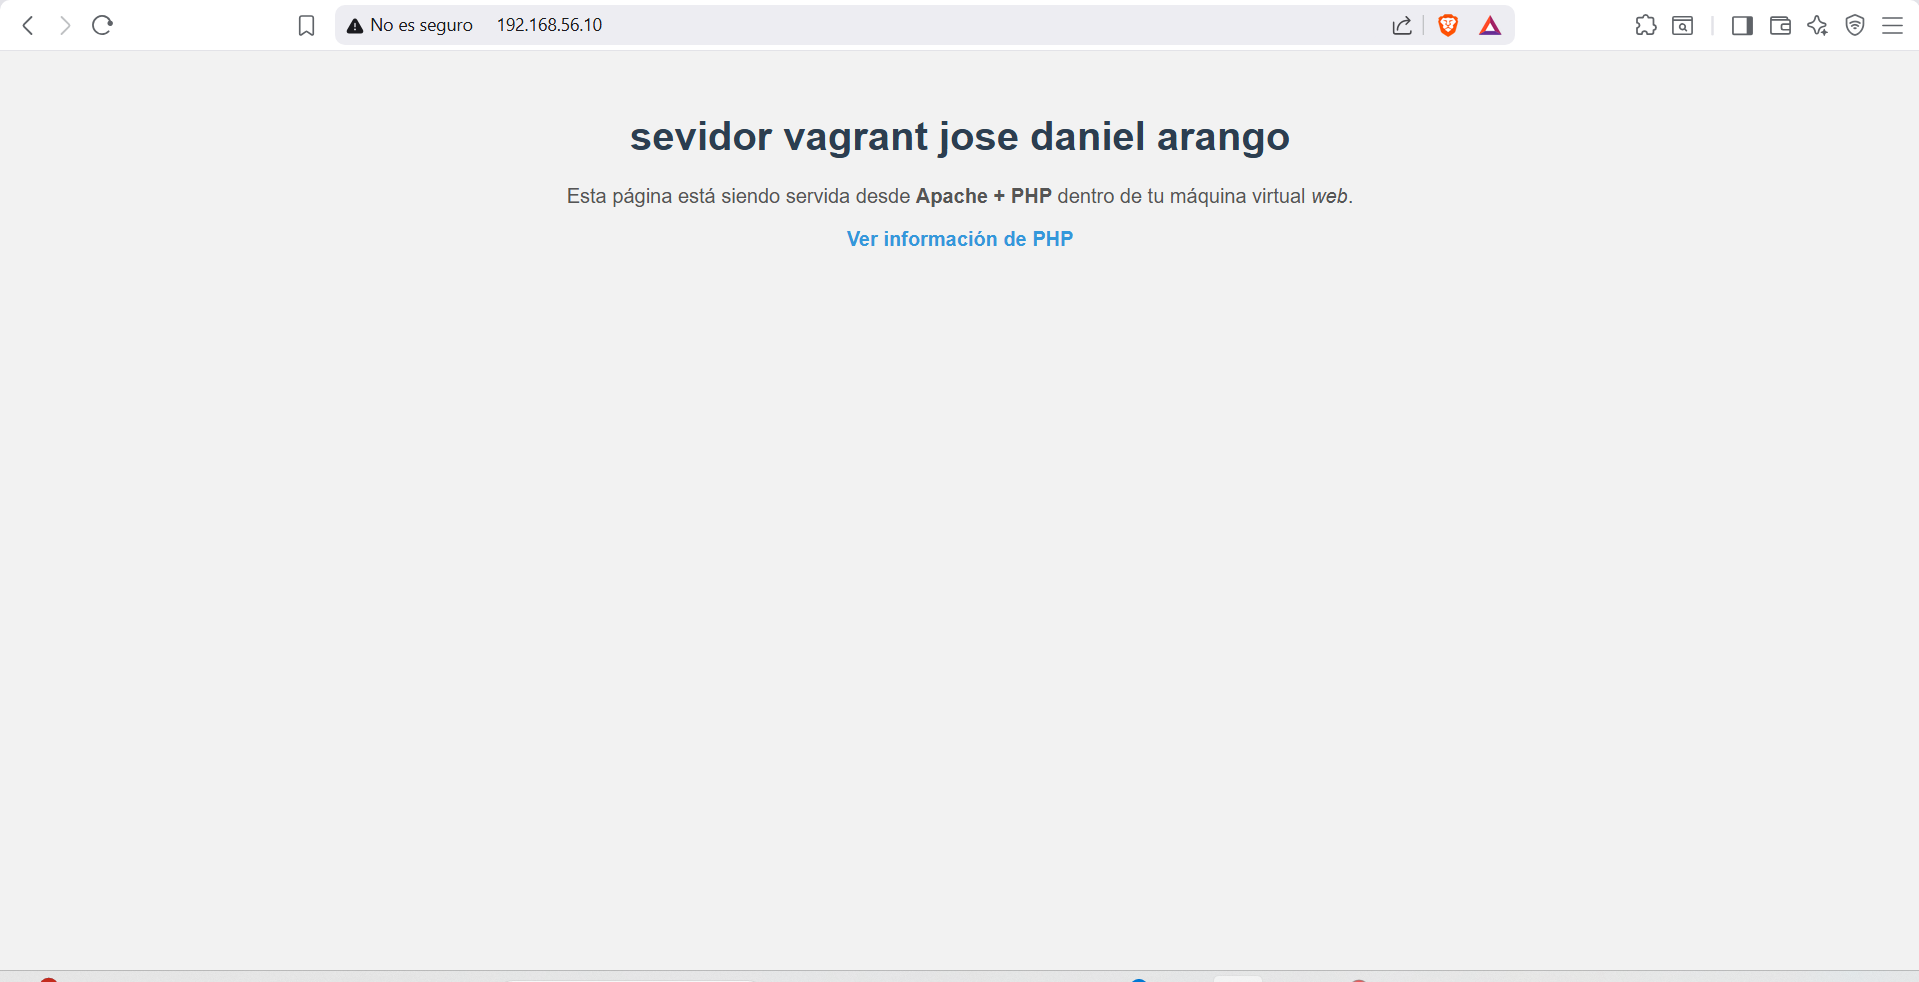 No es seguro 192.168.56.10
sevidor vagrant jose daniel arango
Esta página está siendo servida desde Apache + PHP dentro de tu máquina virtual web.
Ver información de PHP